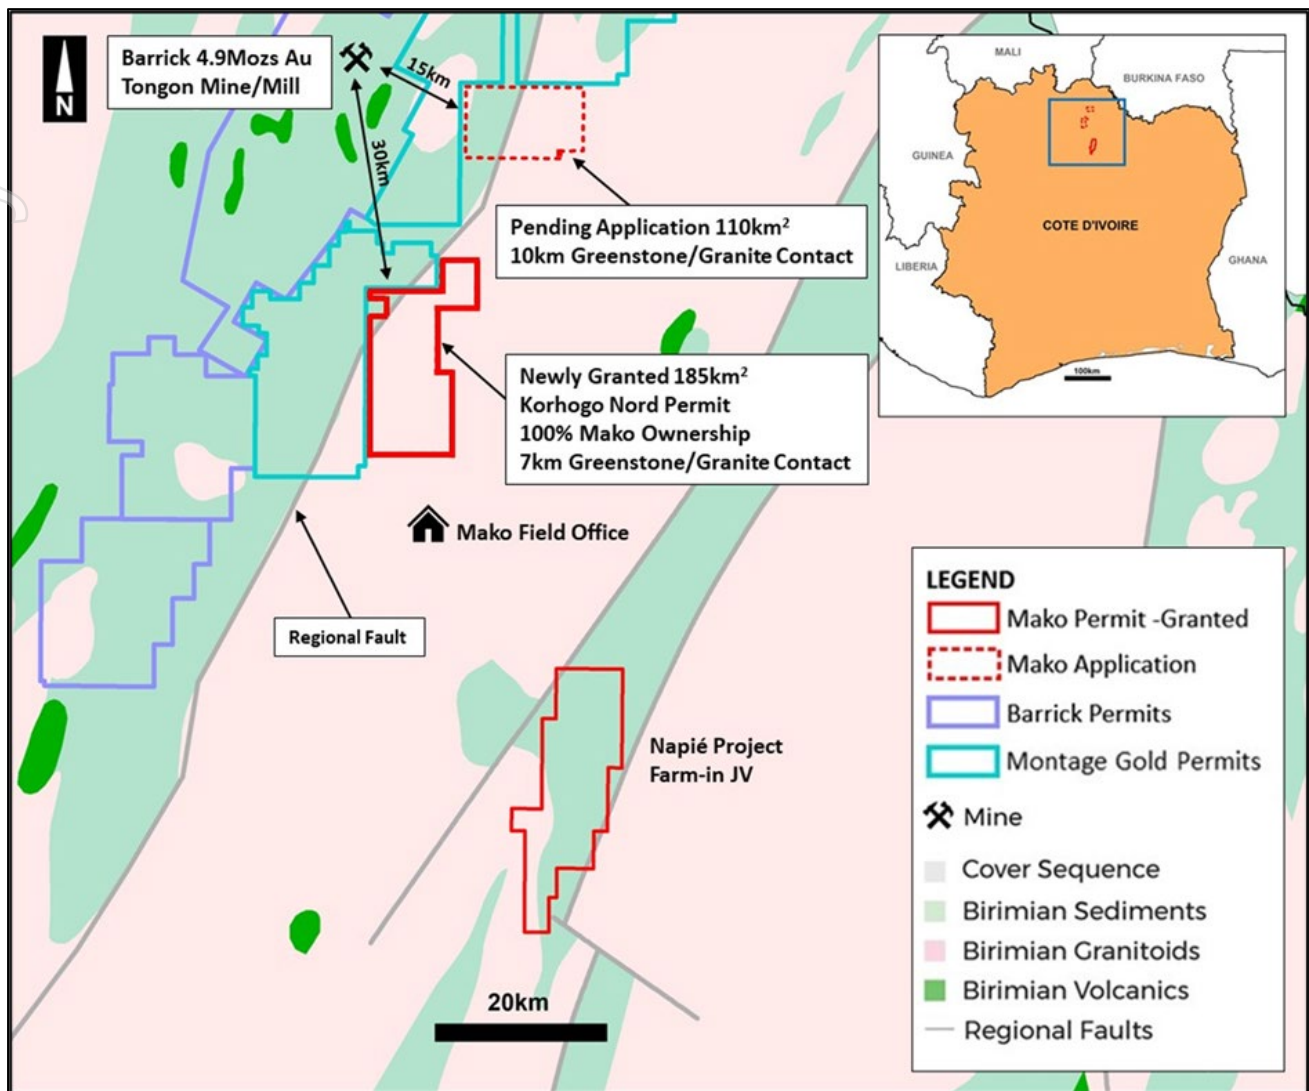 N
Barrick 4.9Mozs Au
Tongon Mine/Mill
15km
30km
Pending Application 110km²
10km Greenstone/Granite Contact
Newly Granted 185km²
Korhogo Nord Permit
100% Mako Ownership
7km Greenstone/Granite Contact
Mako Field Office
Regional Fault
Napié Project
Farm-in JV
20km
MALI
BURKINA FASO
GUINEA
COTE D'IVOIRE
LIBERIA
GHANA
100km
LEGEND
Mako Permit -Granted
Mako Application
Barrick Permits
Montage Gold Permits
Mine
Cover Sequence
Birimian Sediments
Birimian Granitoids
Birimian Volcanics
Regional Faults